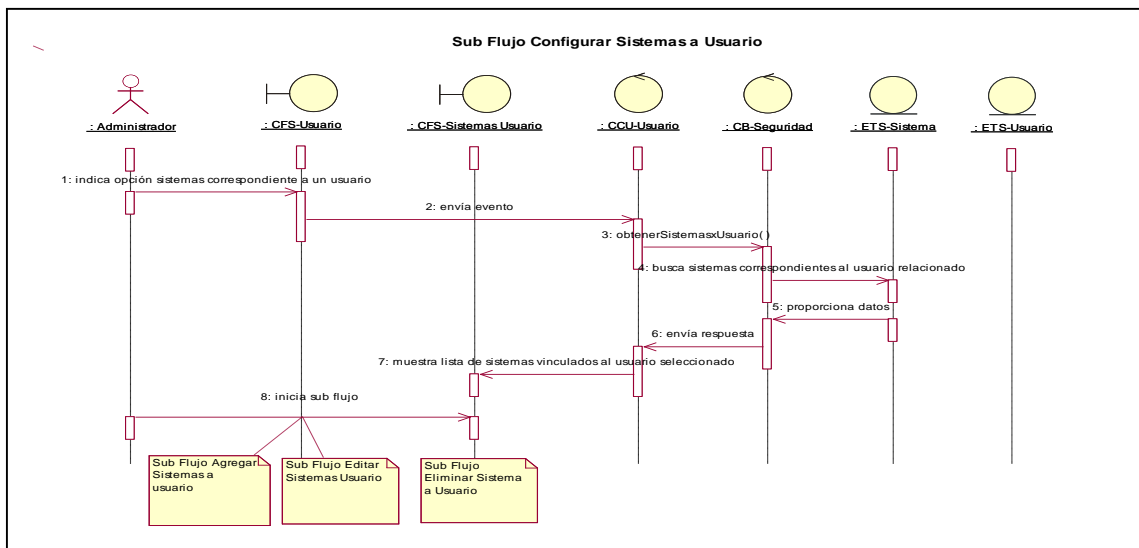 Sub Flujo Configurar Sistemas a Usuario
: Administrador
: CFS-Usuario
: CFS-Sistemas Usuario
: CCU-Usuario
: CB-Seguridad
: ETS-Sistema
: ETS-Usuario
1: indica opción sistemas correspondiente a un usuario
2: envía evento
3: obtenerSistemasxUsuario( )
4: busca sistemas correspondientes al usuario relacionado
5: proporciona datos
6: envía respuesta
7: muestra lista de sistemas vinculados al usuario seleccionado
8: inicia sub flujo
Sub Flujo Agregar
Sistemas a
usuario
Sub Flujo Editar
Sistemas Usuario
Sub Flujo
Eliminar Sistema
a Usuario